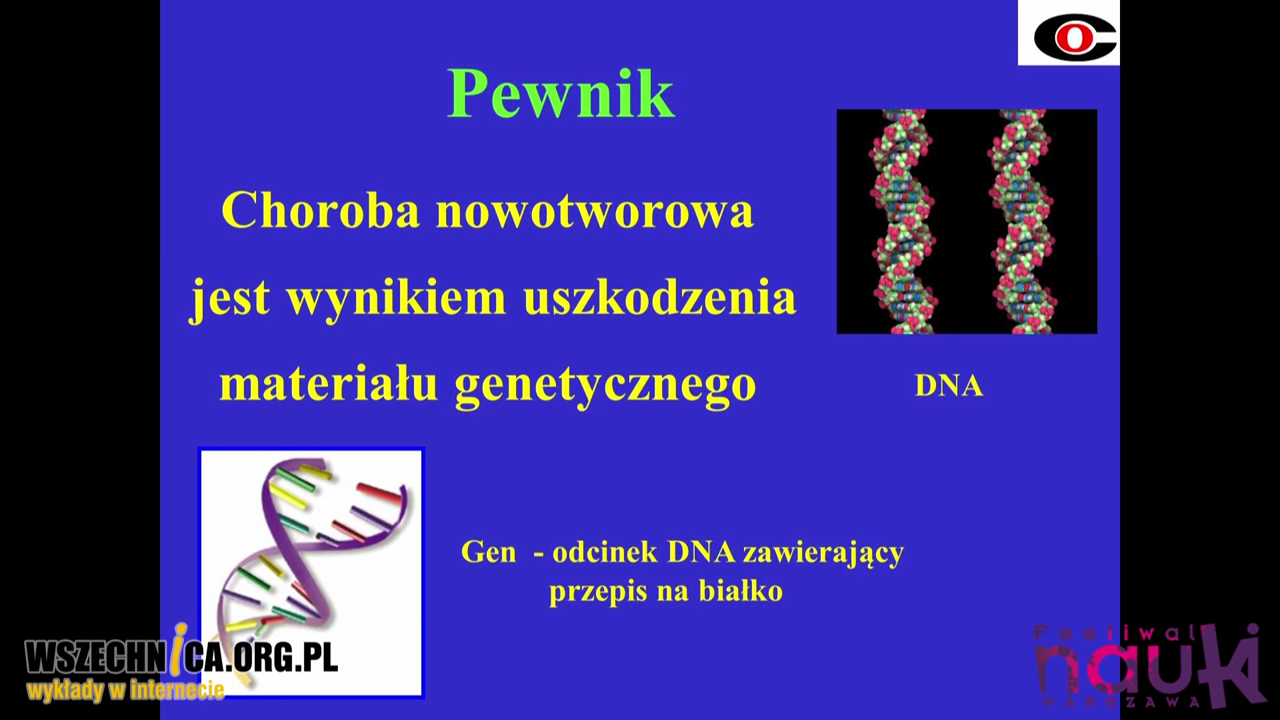 Pewnik
Choroba nowotworowa
jest wynikiem uszkodzenia
materiału genetycznego
DNA
Gen - odcinek DNA zawierający
przepis na białko
WSZECHNiCA.ORG.PL
wykłady w internecie
Festiwal
nauki
WARSZAWA